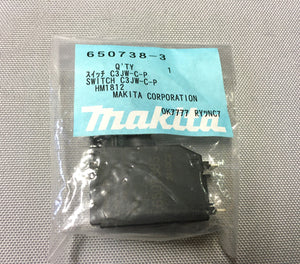 650738-3
Q'TY
スイッチ C3JW-C-P 1
SWITCH C3JW-C-P
HM1812
MAKITA CORPORATION
makita